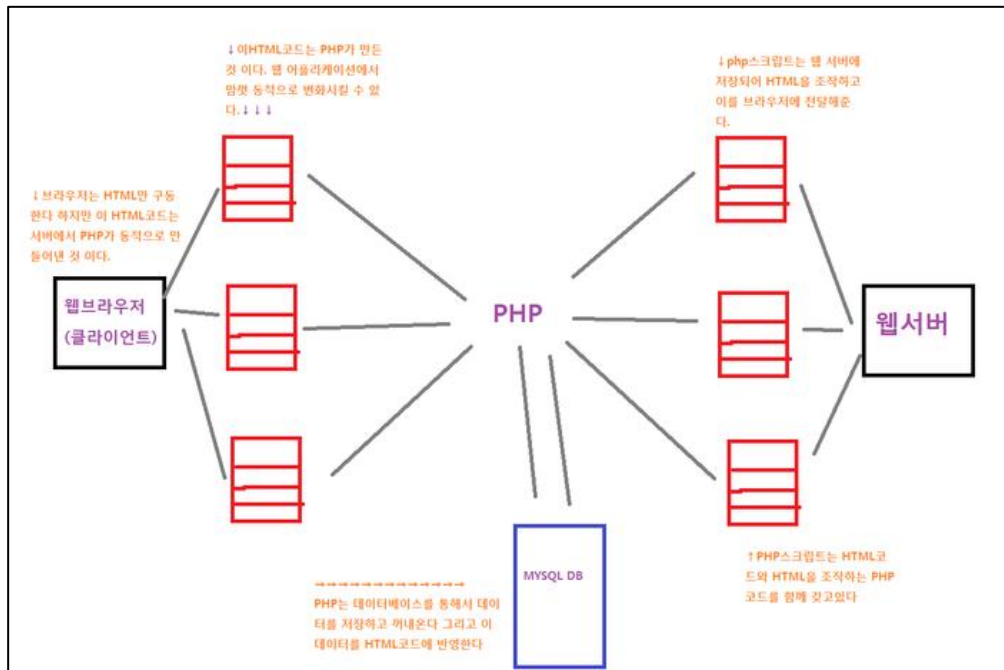 ↓이HTML코드는 PHP가 만든
것 이다. 웹 어플리케이션에서
맘껏 동적으로 변화시킬 수 있
다.↓↓↓
↓php스크립트는 웹 서버에
저장되어 HTML을 조작하고
이를 브라우저에 전달해준
다.
↓브라우저는 HTML만 구동
한다 하지만 이 HTML코드는
서버에서 PHP가 동적으로 만
들어낸 것 이다.
웹브라우저
(클라이언트)
PHP
웹서버
MYSQL DB
→→→→→→→→→→→→→
PHP는 데이터베이스를 통해서 데이
터를 저장하고 꺼내온다 그리고 이
데이터를 HTML코드에 반영한다
↑PHP스크립트는 HTML코
드와 HTML을 조작하는 PHP
코드를 함께 갖고있다